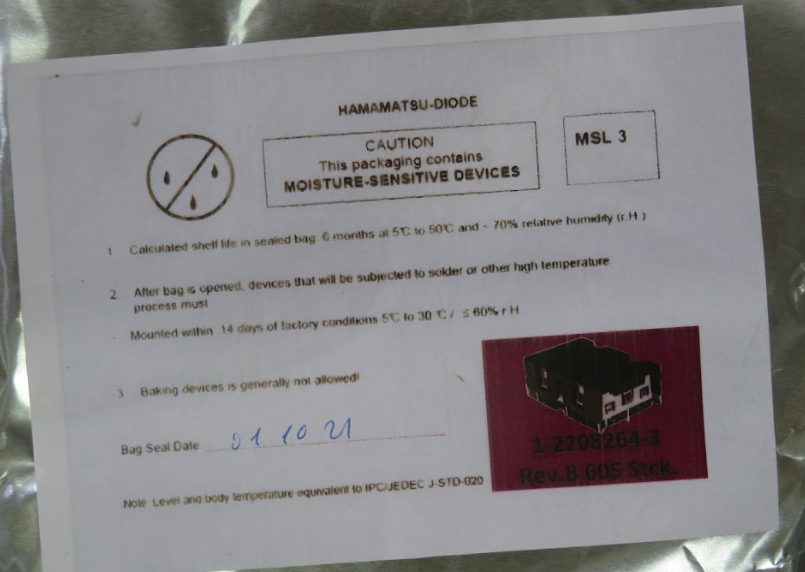 HAMAMATSU-DIODE
CAUTION
This packaging contains
MOISTURE-SENSITIVE DEVICES
MSL 3
1 Calculated shelf life in sealed bag: 6 months at 5℃ to 50℃ and < 70% relative humidity (r.H.)
2. After bag is opened, devices that will be subjected to solder or other high temperature
process must
Mounted within 14 days of factory conditions 5℃ to 30 ℃ / ≤ 60% r H
3. Baking devices is generally not allowed!
Bag Seal Date 01 10 21
1-2208264-3
Rev.B 605 Stck.
Note: Level and body temperature equivalent to IPC/JEDEC J-STD-020